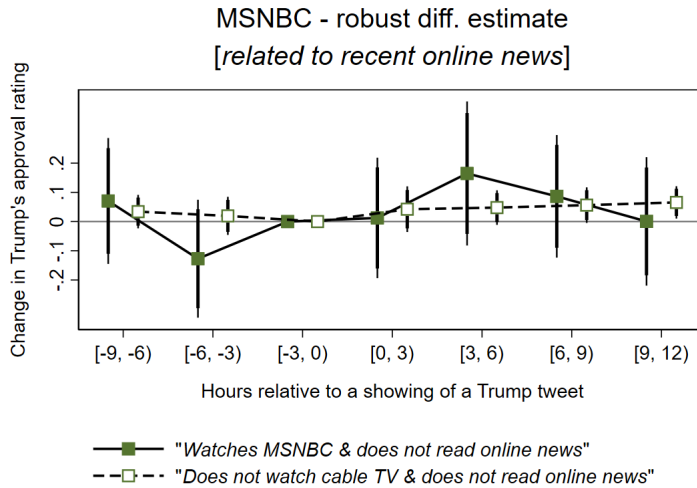 MSNBC - robust diff. estimate
[related to recent online news]
Change in Trump's approval rating
.2
.1
0
-.1
-.2
[-9, -6)
[-6, -3)
[-3, 0)
[0, 3)
[3, 6)
[6, 9)
[9, 12)
Hours relative to a showing of a Trump tweet
"Watches MSNBC & does not read online news"
"Does not watch cable TV & does not read online news"